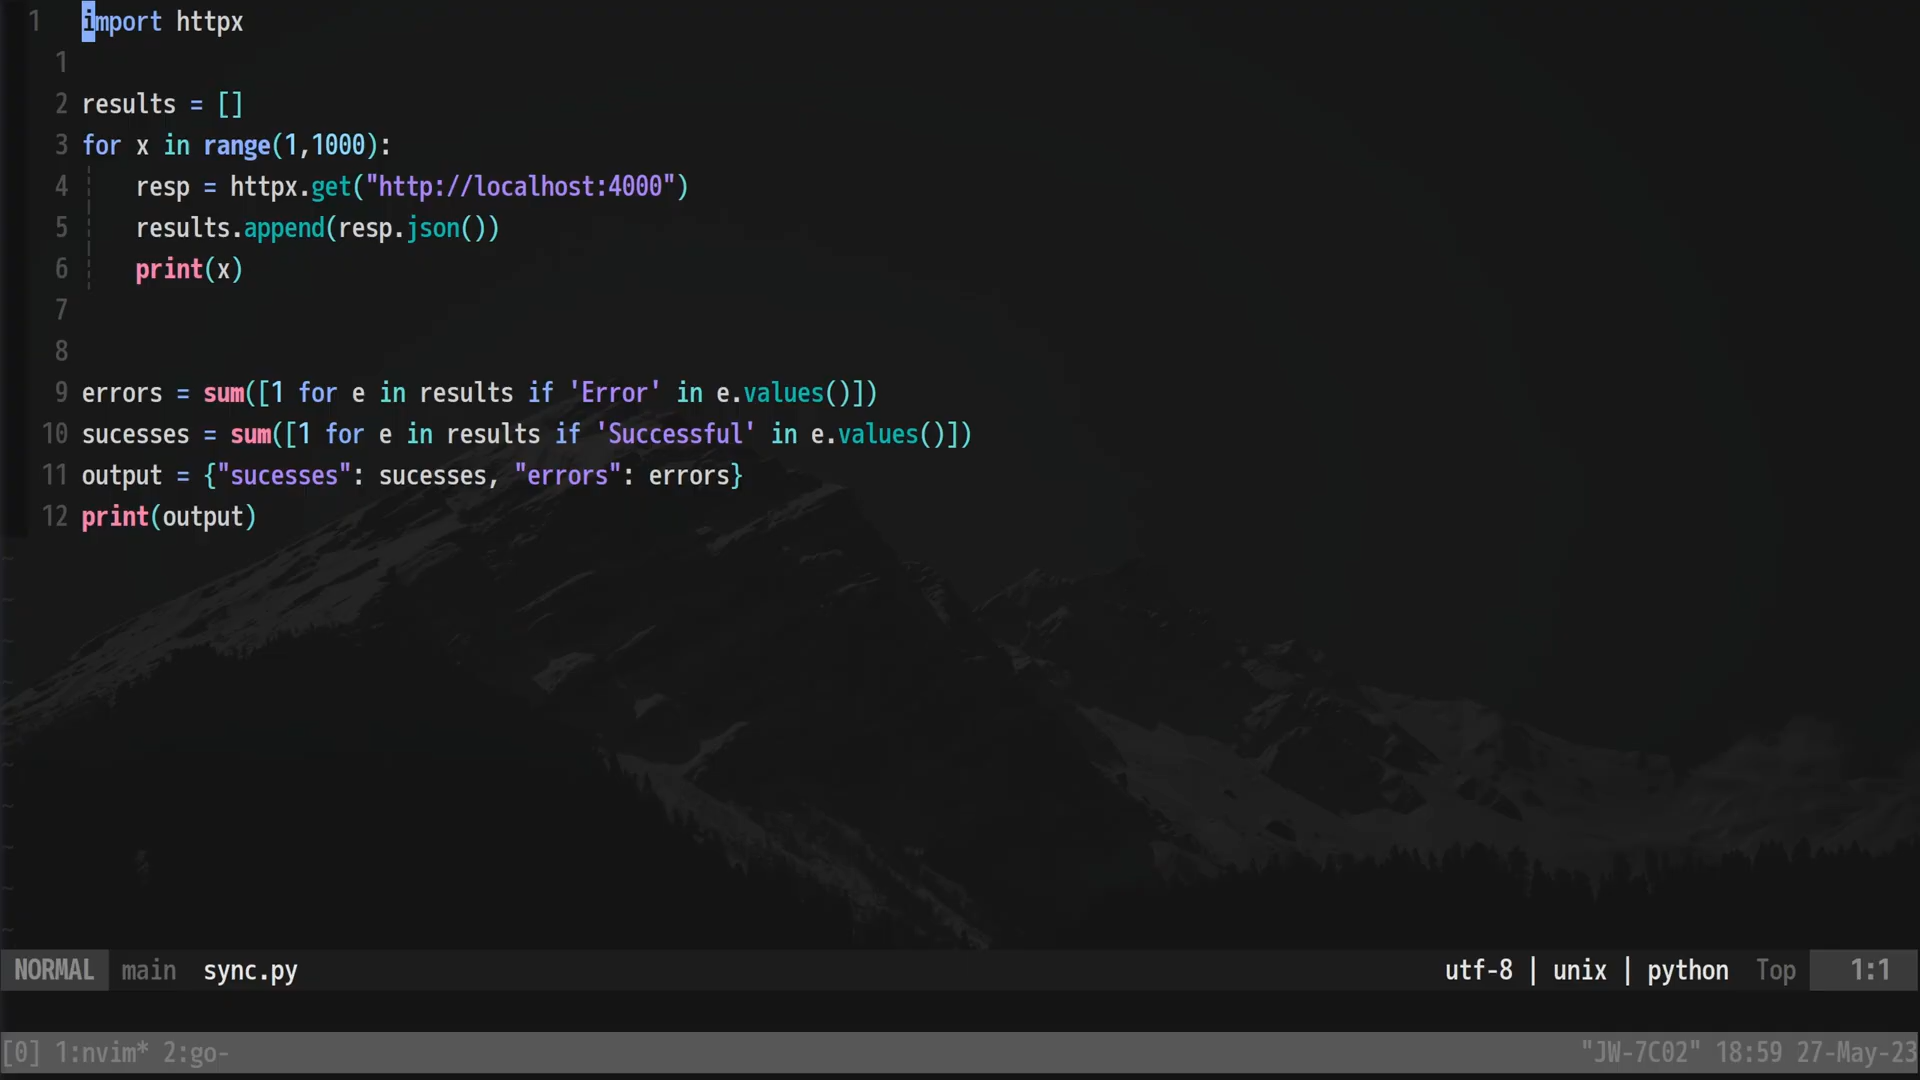 1 import httpx
1
2 results = []
3 for x in range(1,1000):
4 resp = httpx.get("http://localhost:4000")
5 results.append(resp.json())
6 print(x)
7
8
9 errors = sum([1 for e in results if 'Error' in e.values()])
10 sucesses = sum([1 for e in results if 'Successful' in e.values()])
11 output = {"sucesses": sucesses, "errors": errors}
12 print(output)
NORMAL main sync.py utf-8 | unix | python Top 1:1
[0] 1:nvim* 2:go- "JW-7C02" 18:59 27-May-23